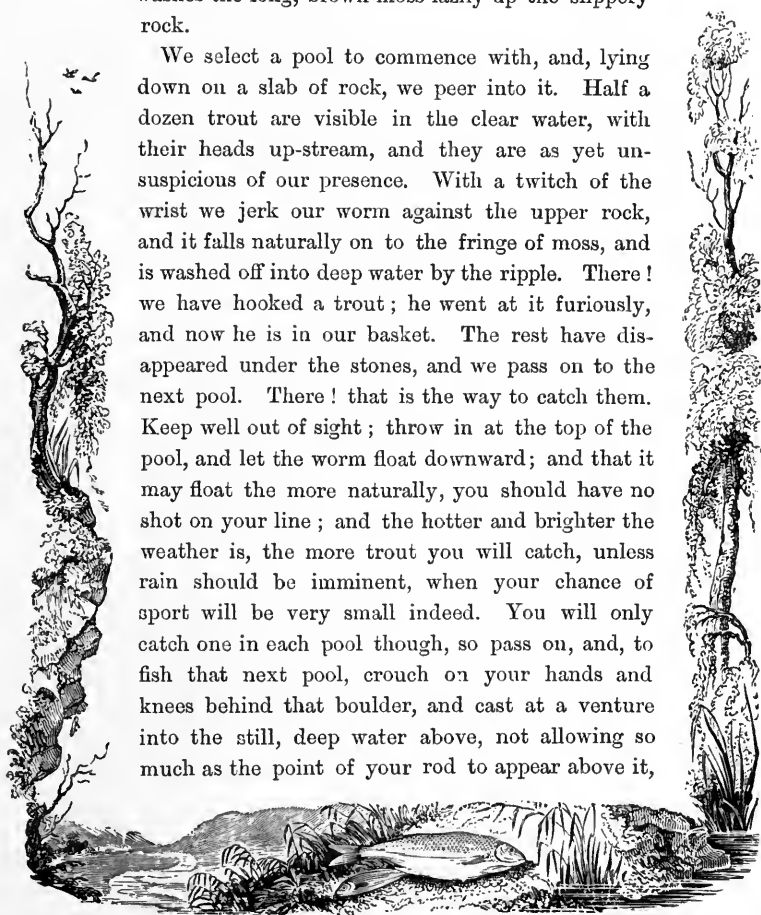 washes the long, brown moss lazily up the slippery
rock.
We select a pool to commence with, and, lying
down on a slab of rock, we peer into it. Half a
dozen trout are visible in the clear water, with
their heads up-stream, and they are as yet un-
suspicious of our presence. With a twitch of the
wrist we jerk our worm against the upper rock,
and it falls naturally on to the fringe of moss, and
is washed off into deep water by the ripple. There!
we have hooked a trout; he went at it furiously,
and now he is in our basket. The rest have dis-
appeared under the stones, and we pass on to the
next pool. There! that is the way to catch them.
Keep well out of sight; throw in at the top of the
pool, and let the worm float downward; and that it
may float the more naturally, you should have no
shot on your line; and the hotter and brighter the
weather is, the more trout you will catch, unless
rain should be imminent, when your chance of
sport will be very small indeed. You will only
catch one in each pool though, so pass on, and, to
fish that next pool, crouch on your hands and
knees behind that boulder, and cast at a venture
into the still, deep water above, not allowing so
much as the point of your rod to appear above it,